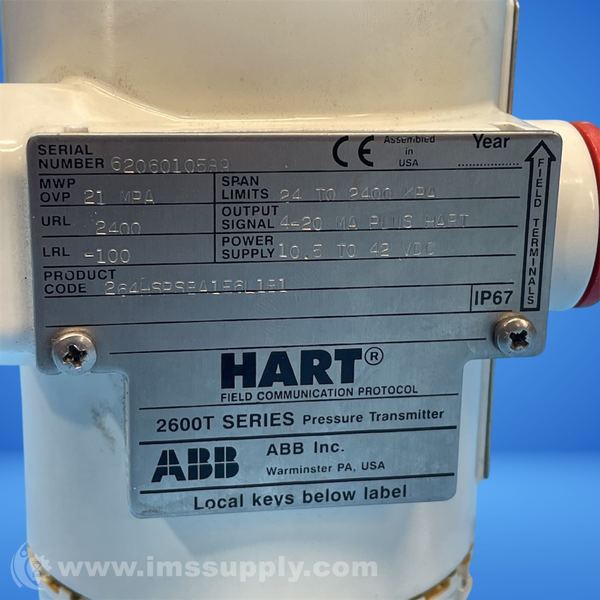 SERIAL NUMBER
CE Assembled in USA
Year
MWP OVP 21 MPA
SPAN LIMITS 24 TO 2400 KPA
URL 2400
OUTPUT SIGNAL 4-20 MA PLUS HART
LRL -100
POWER SUPPLY 10.5 TO 42 VDC
PRODUCT CODE
IP67
FIELD TERMINALS
HART®
FIELD COMMUNICATION PROTOCOL
2600T SERIES Pressure Transmitter
ABB ABB Inc.
Warminster PA, USA
Local keys below label
www.imssupply.com